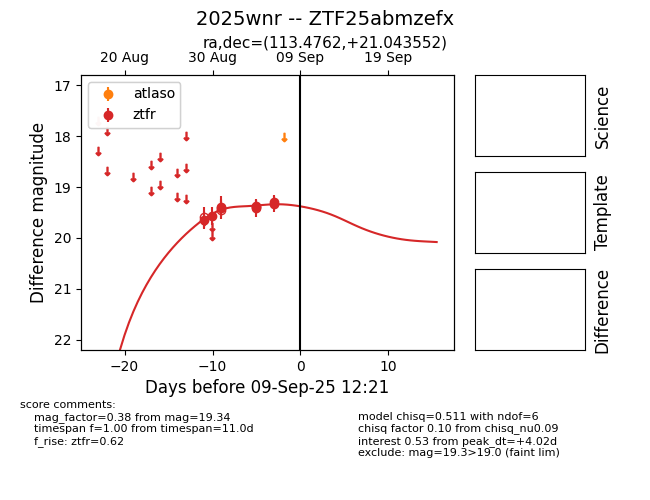 2025wnr -- ZTF25abmzefx
ra,dec=(113.4762,+21.043552)
20 Aug 30 Aug 09 Sep 19 Sep
17
18
19
20
21
22
Difference magnitude
atlaso
ztfr
−20 −10 0 10
Days before 09-Sep-25 12:21
Science
Template
Difference
score comments:
mag_factor=0.38 from mag=19.34
timespan f=1.00 from timespan=11.0d
f_rise: ztfr=0.62
model chisq=0.511 with ndof=6
chisq factor 0.10 from chisq_nu0.09
interest 0.53 from peak_dt=+4.02d
exclude: mag=19.3>19.0 (faint lim)